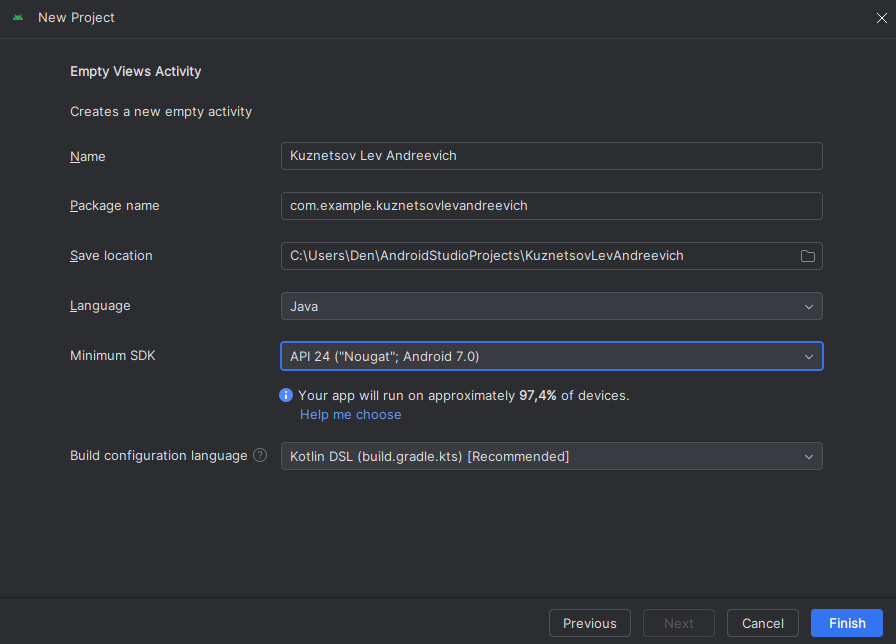 New Project
Empty Views Activity
Creates a new empty activity
Name Kuznetsov Lev Andreevich
Package name com.example.kuznetsovlevandreevich
Save location C:\Users\Den\AndroidStudioProjects\KuznetsovLevAndreevich
Language Java
Minimum SDK API 24 ("Nougat"; Android 7.0)
Your app will run on approximately 97,4% of devices.
Help me choose
Build configuration language ? Kotlin DSL (build.gradle.kts) [Recommended]
Previous Next Cancel Finish